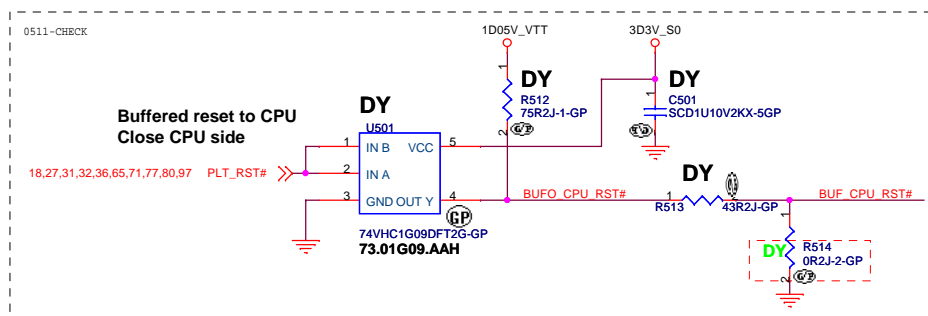 0511-CHECK
1D05V_VTT
3D3V_S0
1
DY
R512
75R2J-1-GP
2
G/P
1
DY
C501
SCD1U10V2KX-5GP
Buffered reset to CPU
Close CPU side
DY
U501
1 IN B VCC 5
18,27,31,32,36,65,71,77,80,97 PLT_RST# 2 IN A
3 GND OUT Y 4
GP
74VHC1G09DFT2G-GP
73.01G09.AAH
BUFO_CPU_RST#
DY
1
R513
43R2J-GP
BUF_CPU_RST#
1
DY
R514
0R2J-2-GP
2
G/P